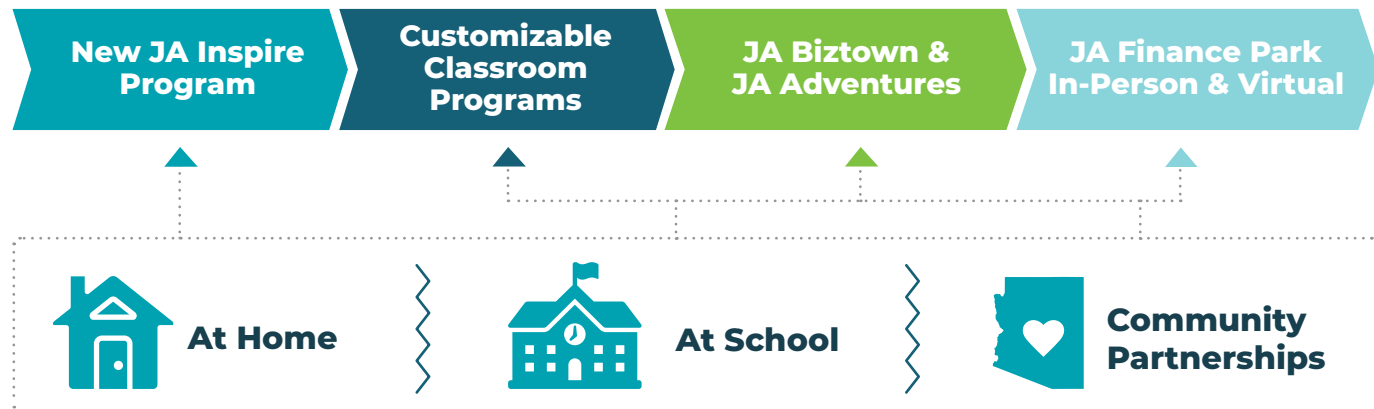 New JA Inspire
Program
Customizable
Classroom
Programs
JA Biztown &
JA Adventures
JA Finance Park
In-Person & Virtual
At Home
At School
Community
Partnerships